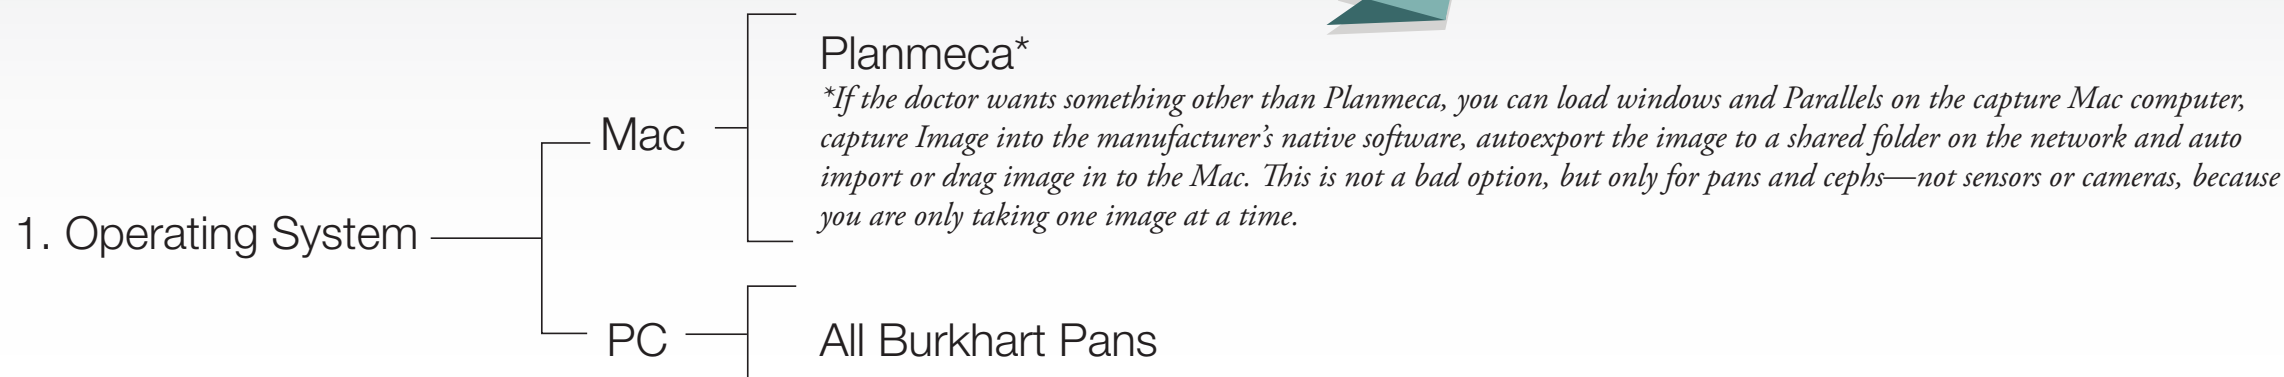 Planmeca*
*If the doctor wants something other than Planmeca, you can load windows and Parallels on the capture Mac computer,
capture Image into the manufacturer's native software, autoexport the image to a shared folder on the network and auto
import or drag image in to the Mac. This is not a bad option, but only for pans and cephs—not sensors or cameras, because
you are only taking one image at a time.
Mac
1. Operating System
PC
All Burkhart Pans